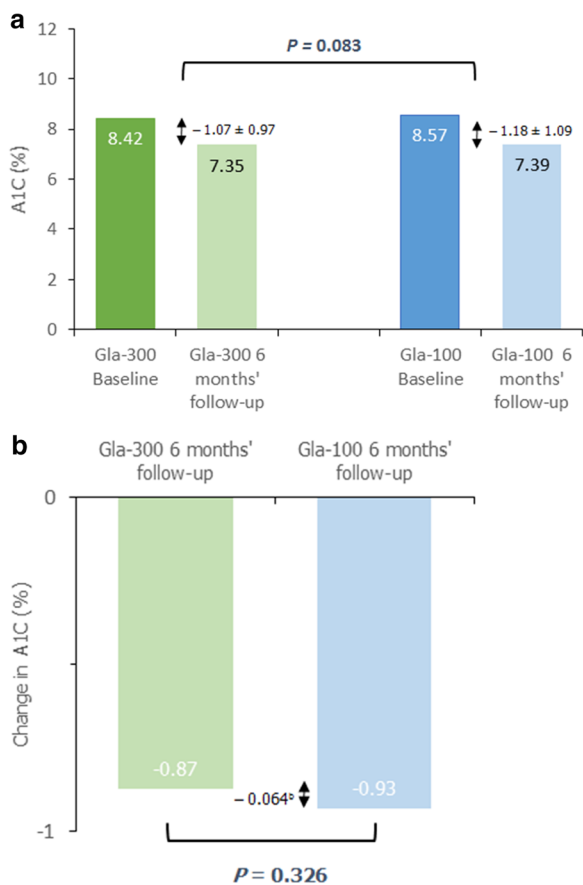 a
P = 0.083
12
10
8
6
4
2
0
A1C (%)
8.42
– 1.07 ± 0.97
7.35
8.57
– 1.18 ± 1.09
7.39
Gla-300
Baseline
Gla-300 6
months'
follow-up
Gla-100
Baseline
Gla-100 6
months'
follow-up
b
Gla-300 6 months'
follow-up
Gla-100 6 months'
follow-up
0
-1
Change in A1C (%)
-0.87
– 0.064ᵇ
-0.93
P = 0.326